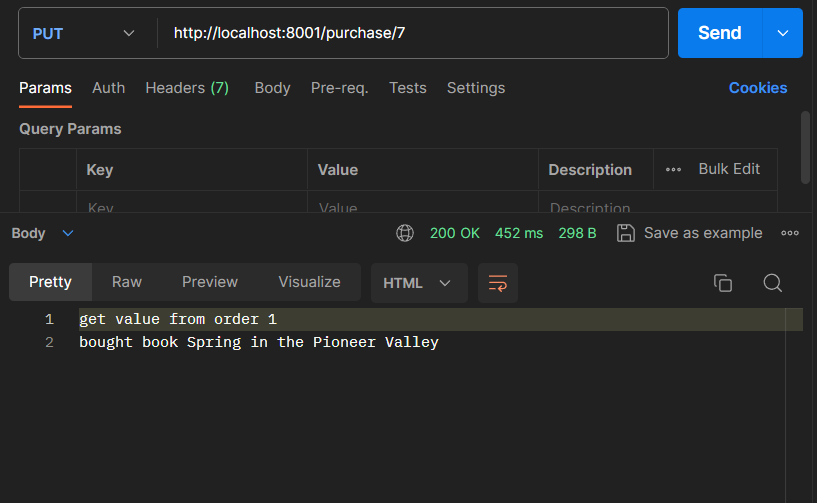 PUT http://localhost:8001/purchase/7 Send
Params Auth Headers (7) Body Pre-req. Tests Settings Cookies
Query Params
Key Value Description Bulk Edit
Key Value Description
Body 200 OK 452 ms 298 B Save as example
Pretty Raw Preview Visualize HTML
1 get value from order 1
2 bought book Spring in the Pioneer Valley